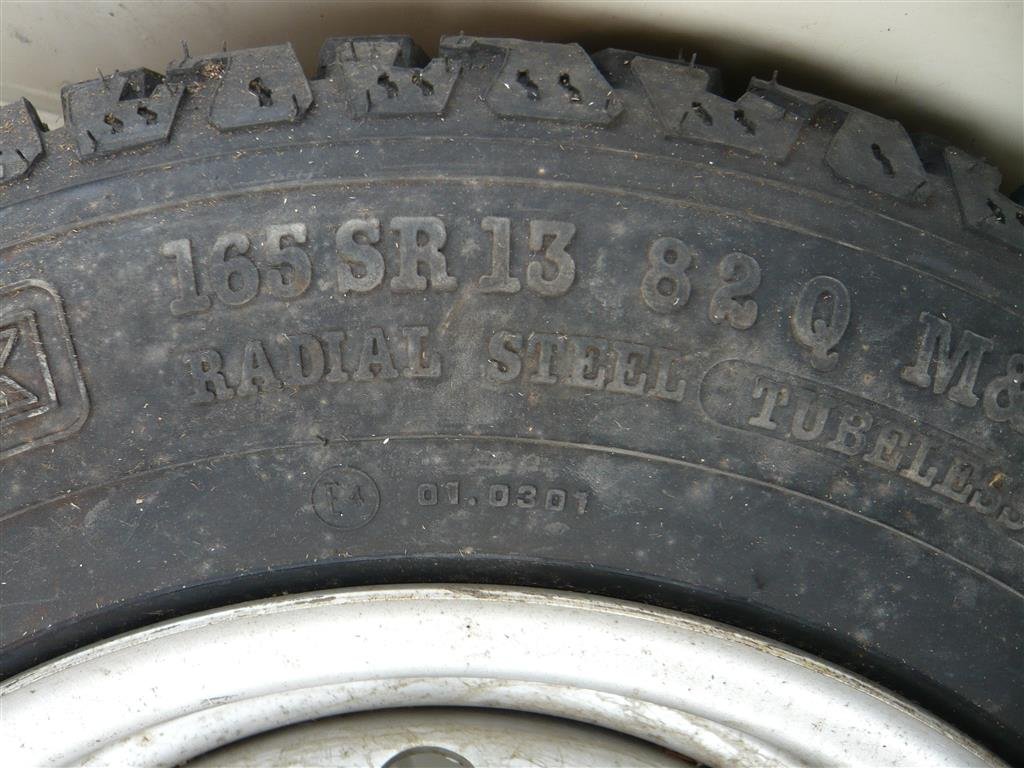 165 SR 13 82 Q M&
RADIAL STEEL TUBELESS
E4 01.0301